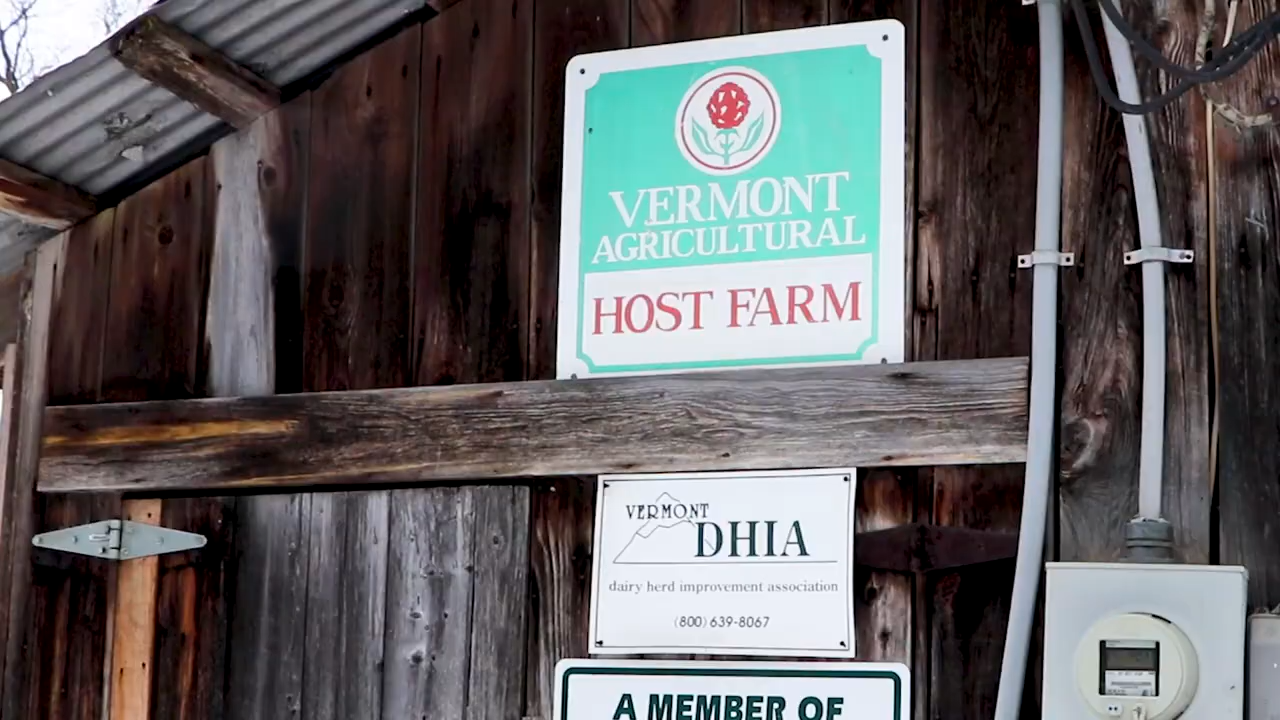 VERMONT
AGRICULTURAL
HOST FARM
VERMONT
DHIA
dairy herd improvement association
(800) 639-8067
A MEMBER OF